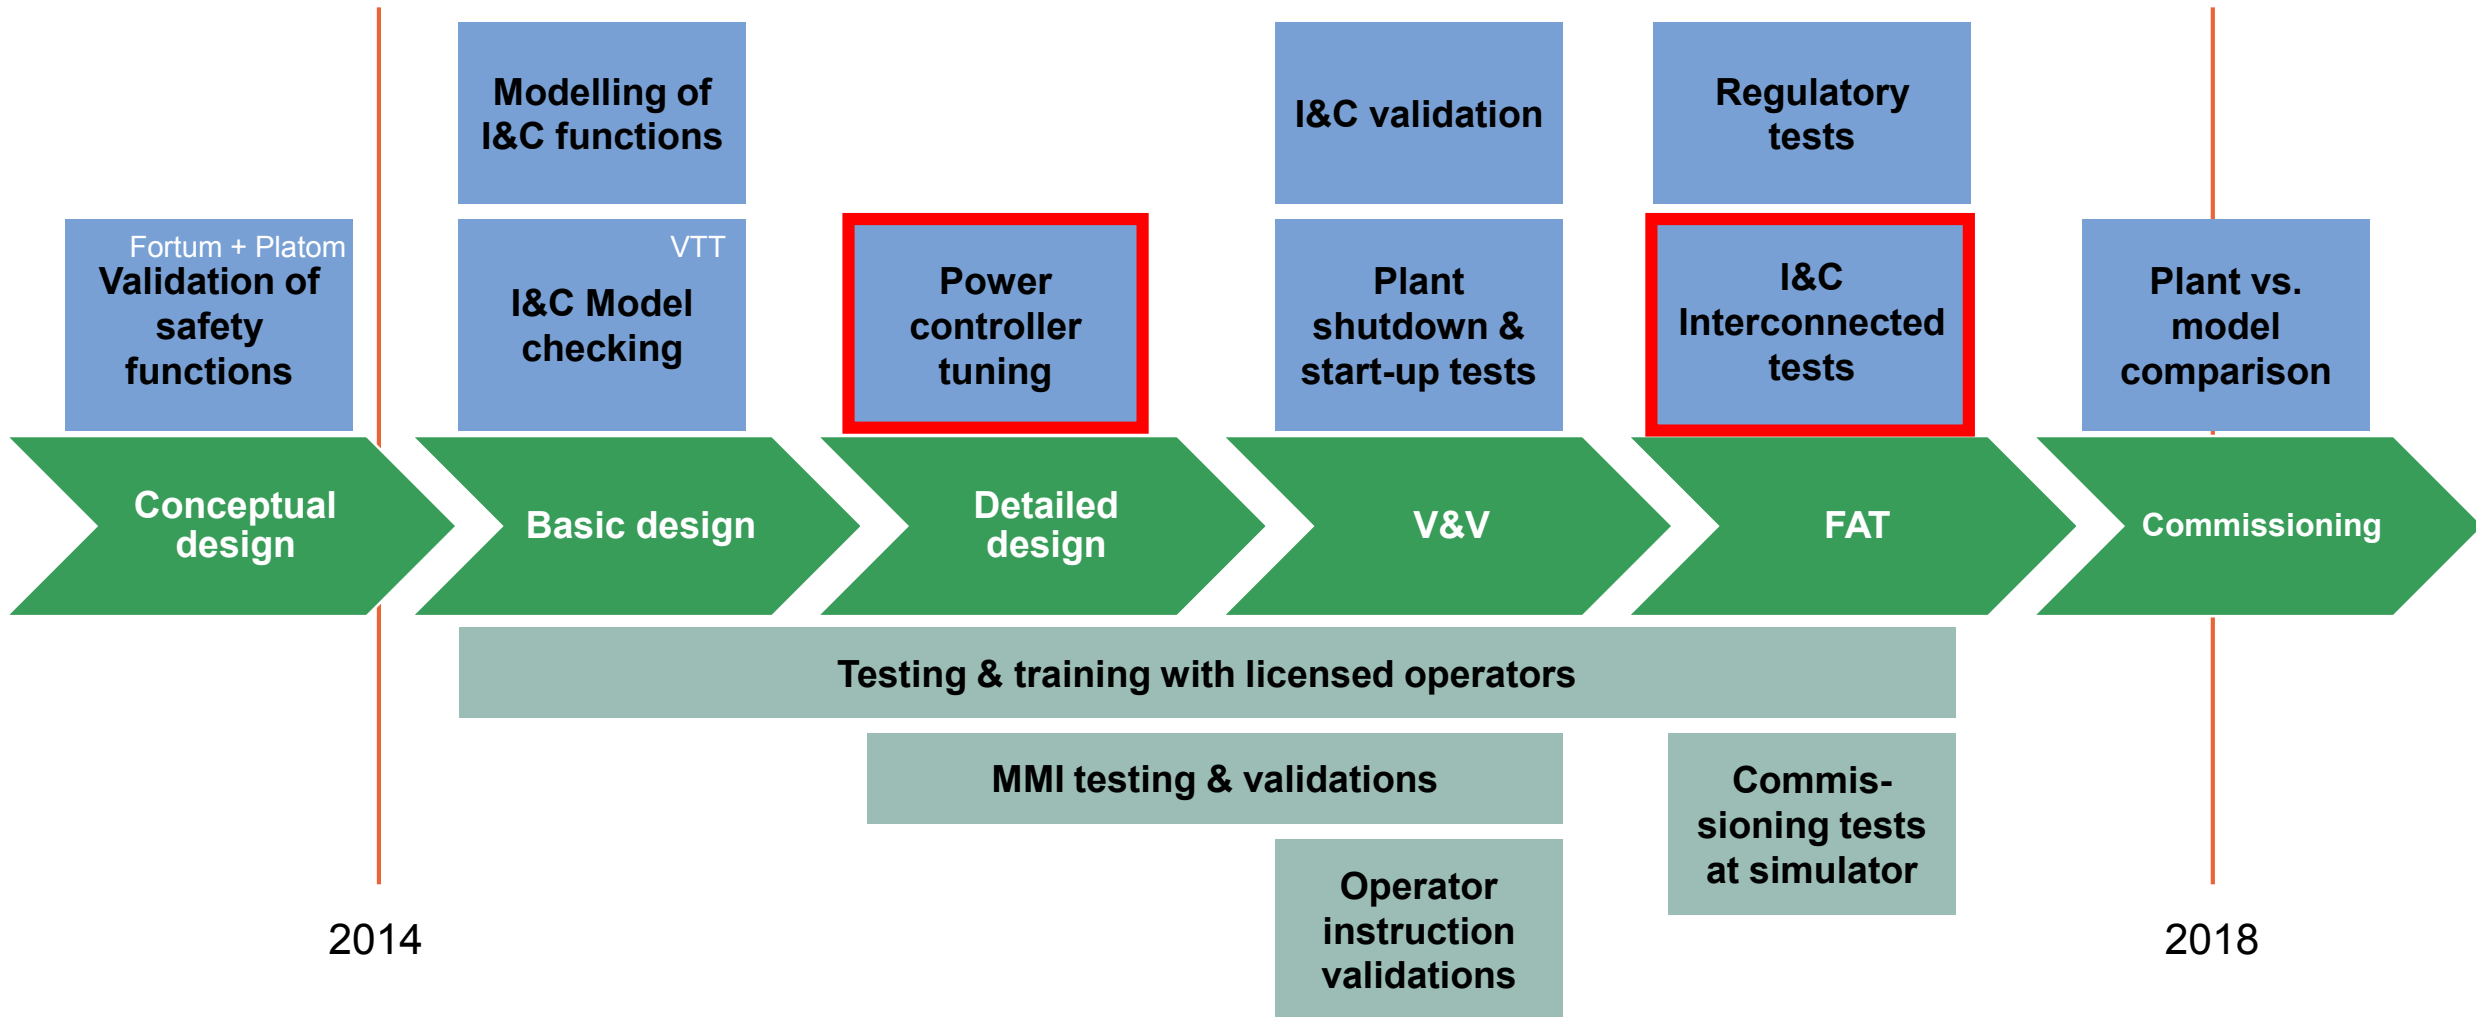 Modelling of
I&C functions
I&C validation
Regulatory
tests
Fortum + Platom
Validation of
safety
functions
VTT
I&C Model
checking
Power
controller
tuning
Plant
shutdown &
start-up tests
I&C
Interconnected
tests
Plant vs.
model
comparison
Conceptual
design
Basic design
Detailed
design
V&V
FAT
Commissioning
Testing & training with licensed operators
MMI testing & validations
Commis-
sioning tests
at simulator
Operator
instruction
validations
2014
2018